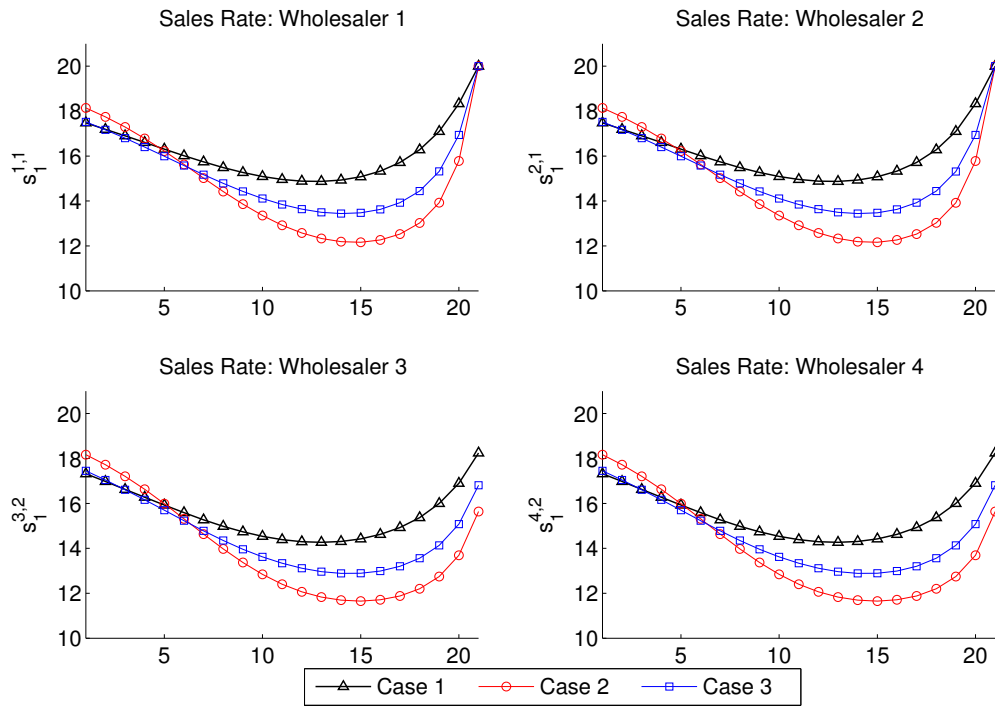 Sales Rate: Wholesaler 1
20
18
16
14
12
10
s₁^{1,1}
5 10 15 20
Sales Rate: Wholesaler 2
20
18
16
14
12
10
s₁^{2,1}
5 10 15 20
Sales Rate: Wholesaler 3
20
18
16
14
12
10
s₁^{3,2}
5 10 15 20
Sales Rate: Wholesaler 4
20
18
16
14
12
10
s₁^{4,2}
5 10 15 20
Case 1 Case 2 Case 3